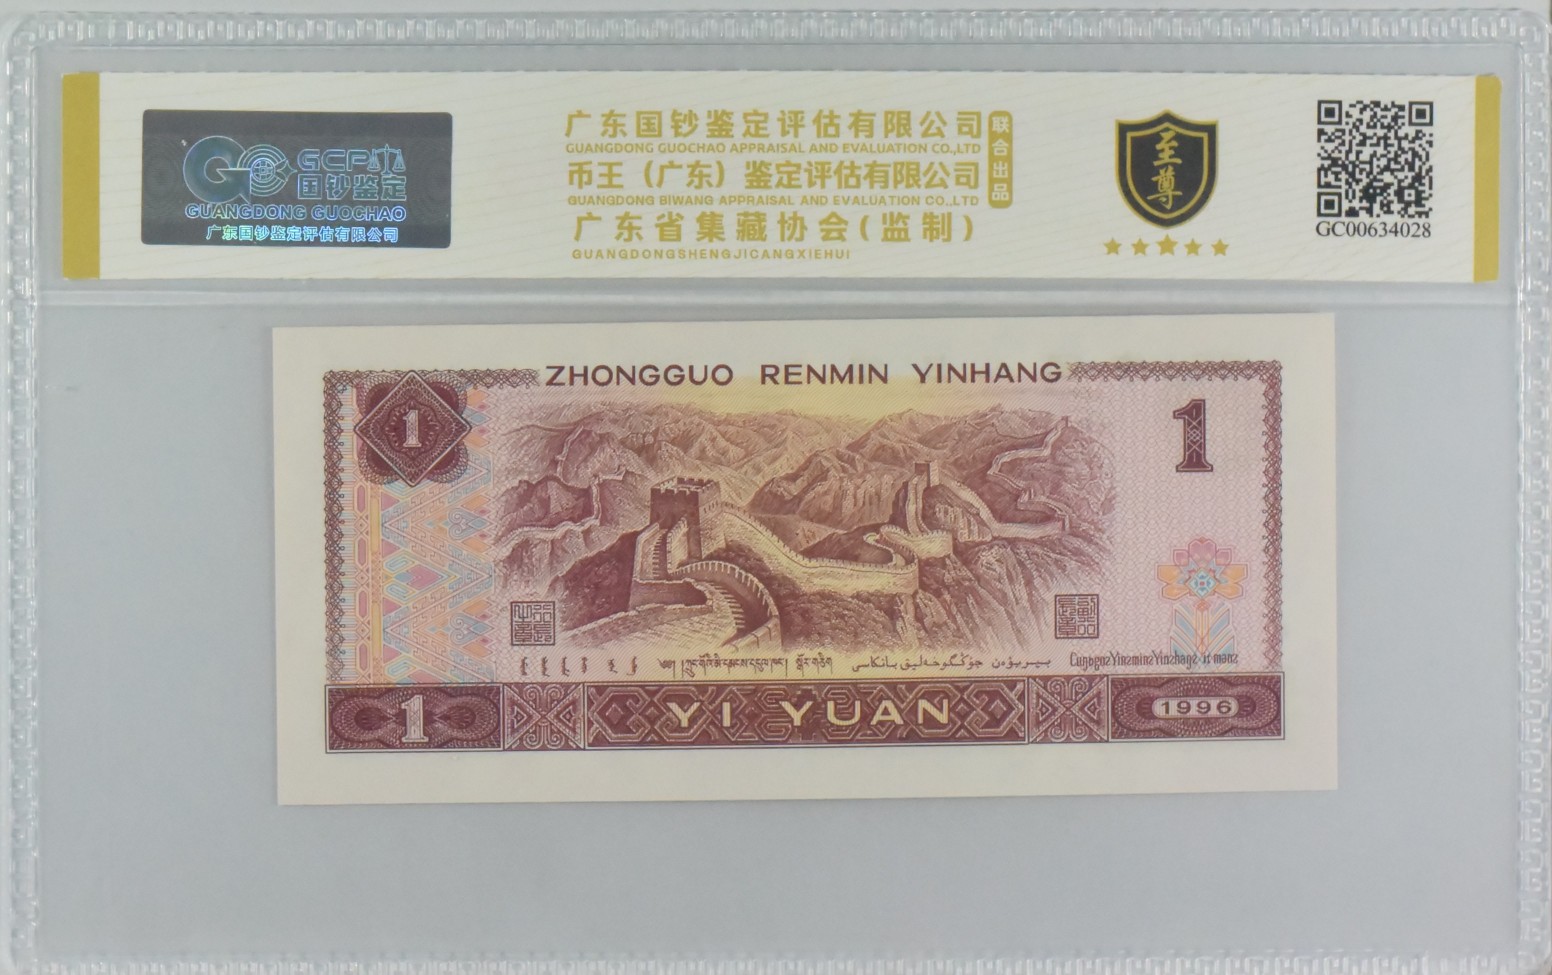 GCP
国钞鉴定
GUANGDONG GUOCHAO
广东国钞鉴定评估有限公司
广东国钞鉴定评估有限公司
GUANGDONG GUOCHAO APPRAISAL AND EVALUATION CO.,LTD
币王（广东）鉴定评估有限公司
GUANGDONG BIWANG APPRAISAL AND EVALUATION CO.,LTD
广东省集藏协会(监制)
GUANGDONGSHENGJICANGXIEHUI
联合出品
至尊
GC00634028
ZHONGGUO RENMIN YINHANG
1
1
1
YI YUAN
1996